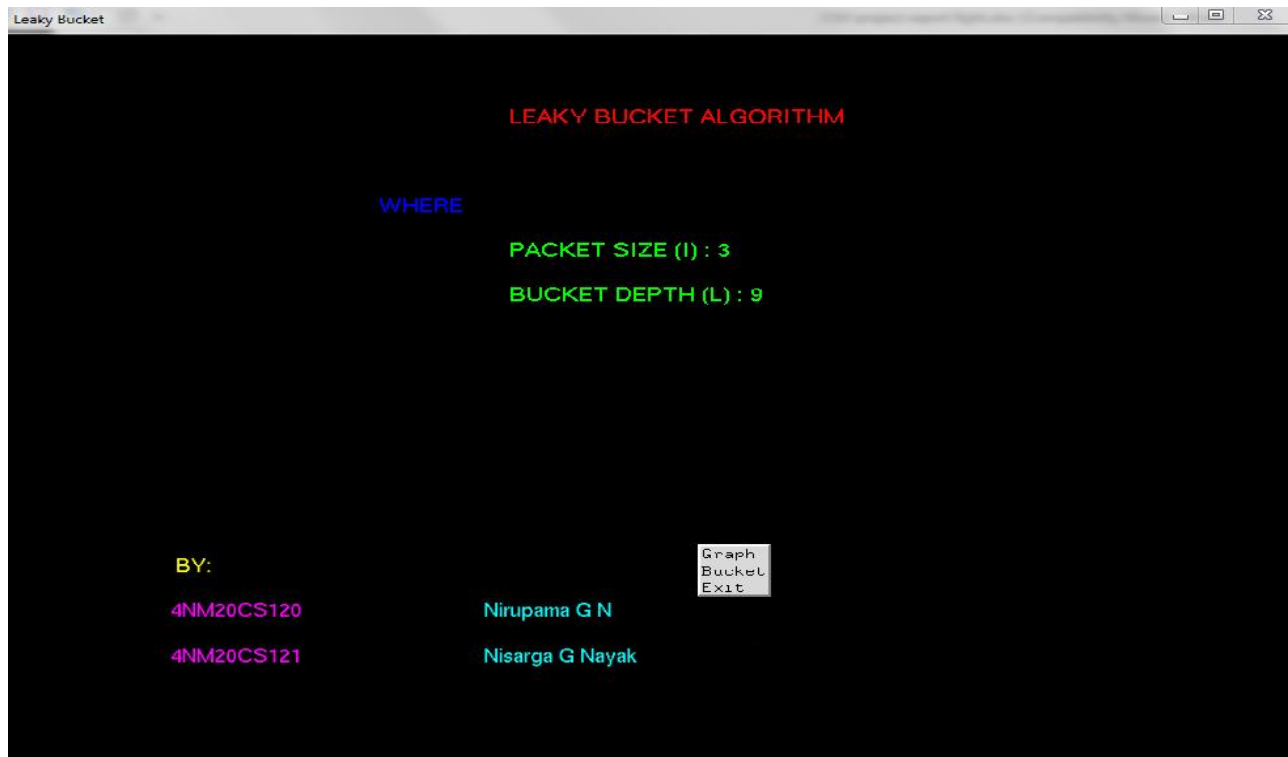 Leaky Bucket
LEAKY BUCKET ALGORITHM
WHERE
PACKET SIZE (I) : 3
BUCKET DEPTH (L) : 9
Graph
Bucket
Exit
BY:
4NM20CS120 Nirupama G N
4NM20CS121 Nisarga G Nayak